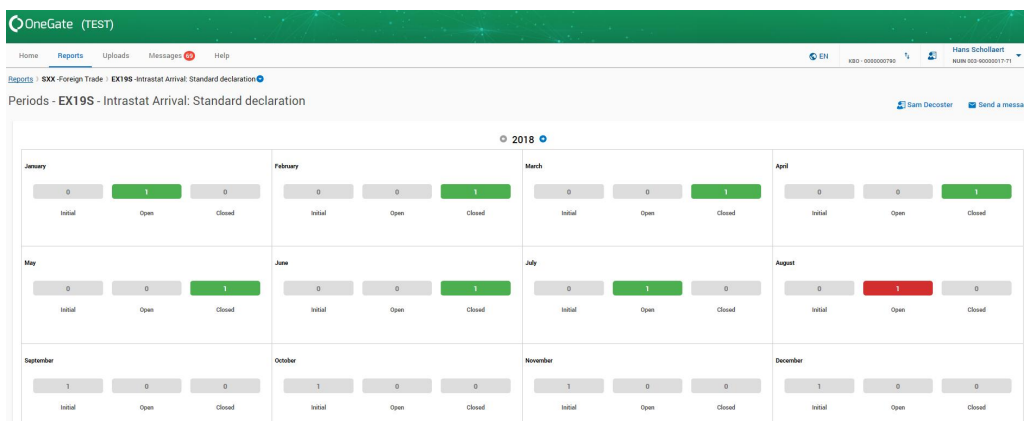 OneGate (TEST)
Home Reports Uploads Messages 69 Help EN KBO - 0000000790 Hans Schollaert
NUIN 003-90000017-71
Reports SXX -Foreign Trade EX19S -Intrastat Arrival: Standard declaration
Periods - EX19S - Intrastat Arrival: Standard declaration
Sam Decoster Send a messa
2018
January February March April
0 1 0 0 0 1 0 0 1 0 0 1
Initial Open Closed Initial Open Closed Initial Open Closed Initial Open Closed
May June July August
0 0 1 0 0 1 0 1 0 0 1 0
Initial Open Closed Initial Open Closed Initial Open Closed Initial Open Closed
September October November December
1 0 0 1 0 0 1 0 0 1 0 0
Initial Open Closed Initial Open Closed Initial Open Closed Initial Open Closed